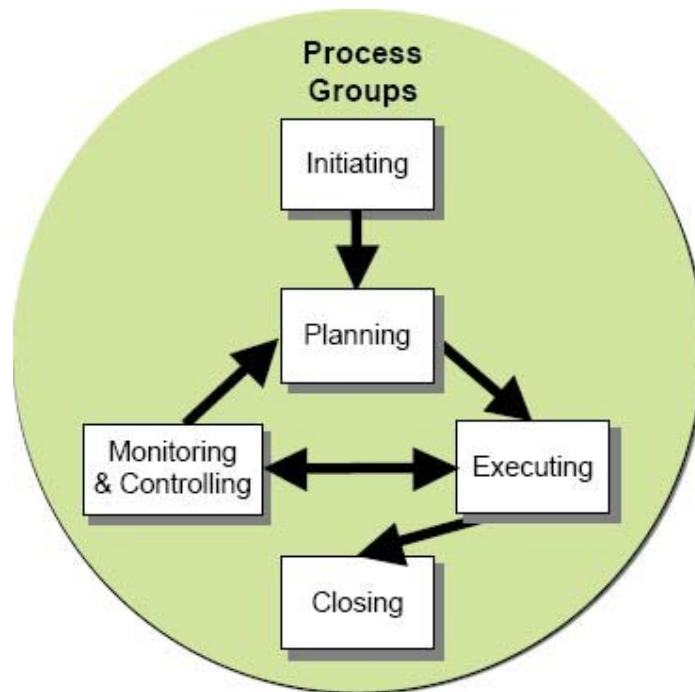 Process
Groups
Initiating
Planning
Monitoring
& Controlling
Executing
Closing